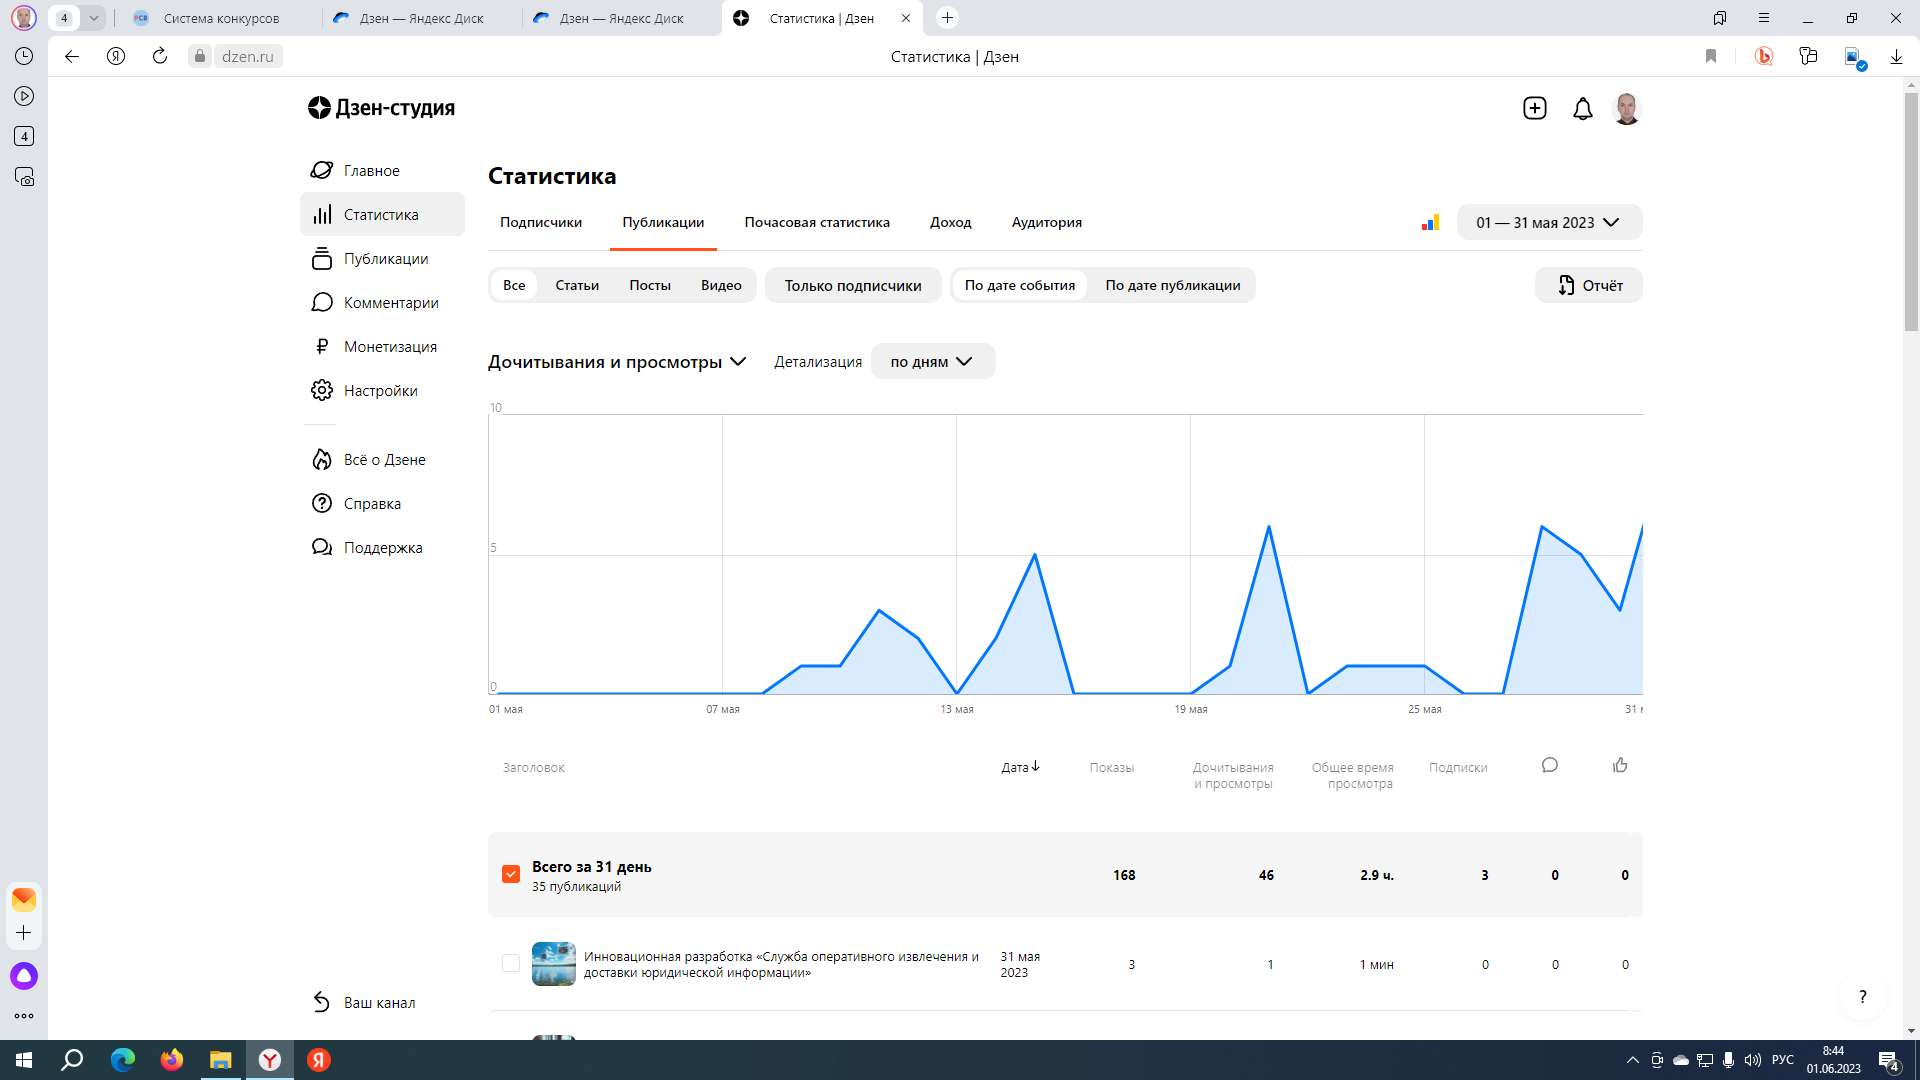 4
Система конкурсов
Дзен — Яндекс Диск
Дзен — Яндекс Диск
Статистика | Дзен
dzen.ru
Статистика | Дзен
4
Дзен-студия
Главное
Статистика
Публикации
Комментарии
Монетизация
Настройки
Всё о Дзене
Справка
Поддержка
Ваш канал
Статистика
Подписчики
Публикации
Почасовая статистика
Доход
Аудитория
01 — 31 мая 2023
Все
Статьи
Посты
Видео
Только подписчики
По дате события
По дате публикации
Отчёт
Дочитывания и просмотры
Детализация
по дням
10
5
0
01 мая
07 мая
13 мая
19 мая
25 мая
31
Заголовок
Дата
Показы
Дочитывания
и просмотры
Общее время
просмотра
Подписки
Всего за 31 день
35 публикаций
168
46
2.9 ч.
3
0
0
Инновационная разработка «Служба оперативного извлечения и
доставки юридической информации»
31 мая
2023
3
1
1 мин
0
0
0
?
РУС
8:44
01.06.2023
4